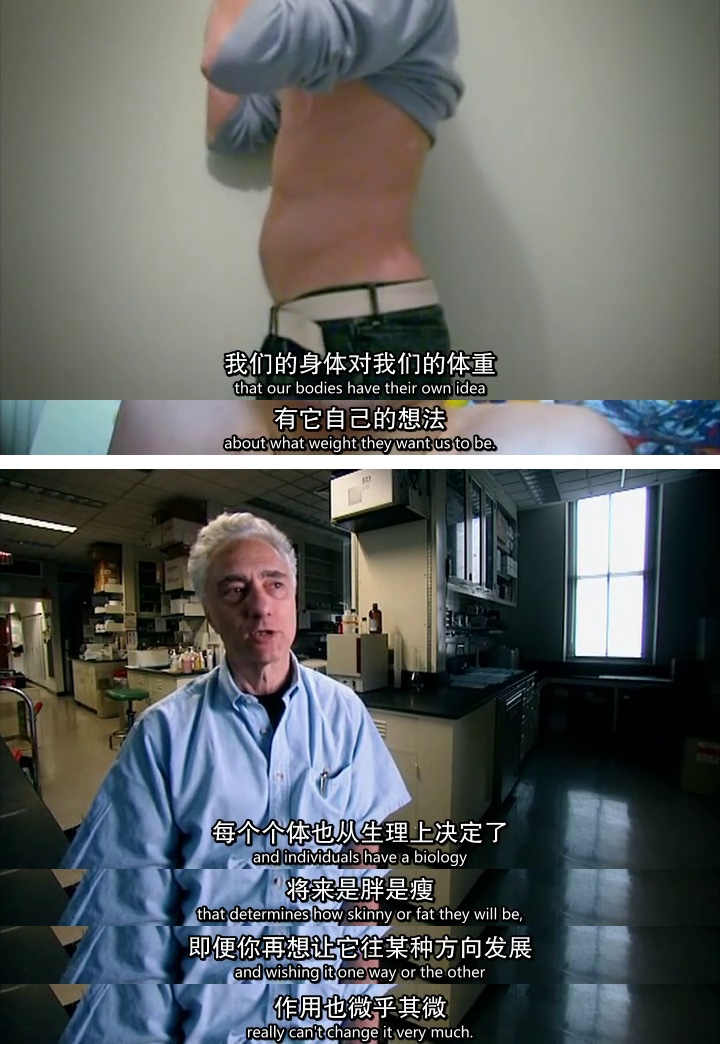 我们的身体对我们的体重
that our bodies have their own idea
有它自己的想法
about what weight they want us to be.
每个个体也从生理上决定了
and individuals have a biology
将来是胖是瘦
that determines how skinny or fat they will be,
即便你再想让它往某种方向发展
and wishing it one way or the other
作用也微乎其微
really can't change it very much.